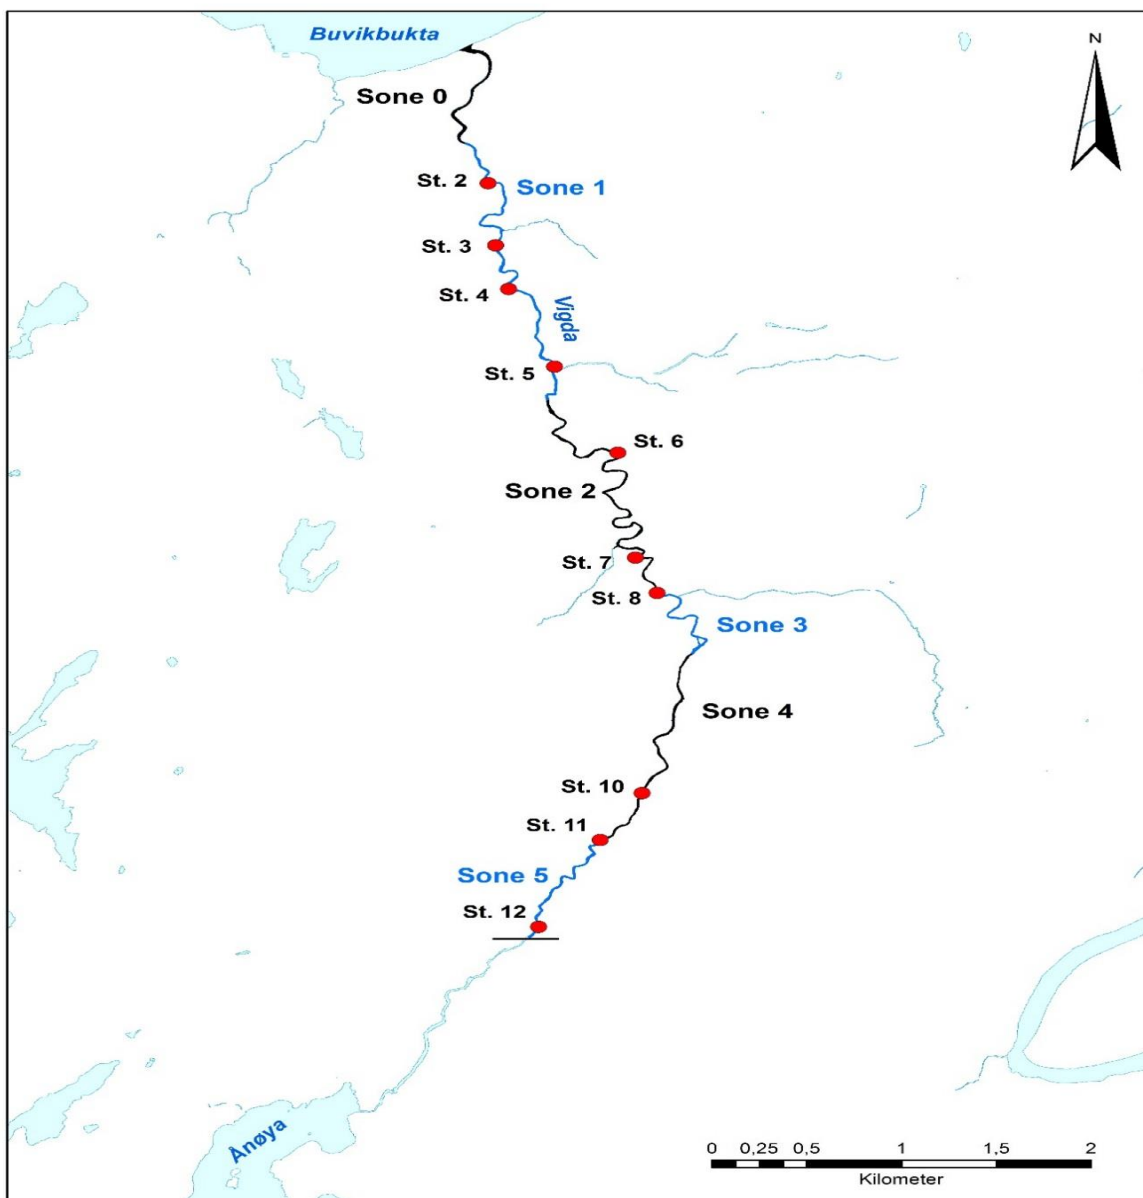 Buvikbukta
N
Sone 0
St. 2
Sone 1
St. 3
St. 4
Vigda
St. 5
St. 6
Sone 2
St. 7
St. 8
Sone 3
Sone 4
St. 10
St. 11
Sone 5
St. 12
Ånøya
0 0,25 0,5 1 1,5 2
Kilometer